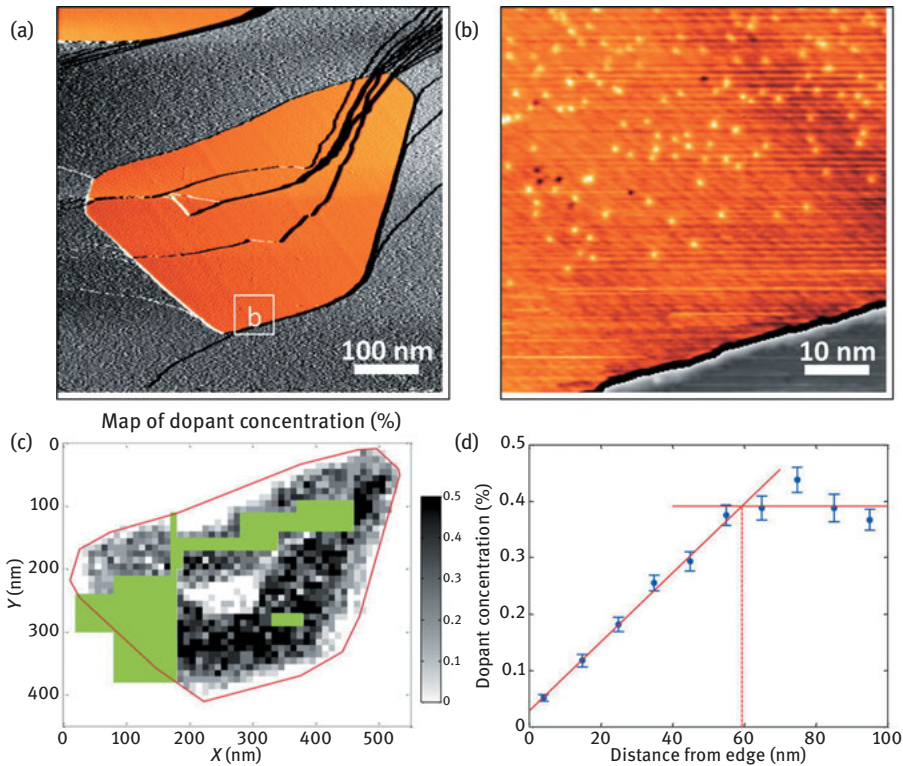 (a)
b
100 nm
(b)
10 nm
Map of dopant concentration (%)
(c)
0
100
200
300
400
Y (nm)
0 100 200 300 400 500
X (nm)
0.5
0.4
0.3
0.2
0.1
0
(d)
0.5
0.4
0.3
0.2
0.1
0
Dopant concentration (%)
0 20 40 60 80 100
Distance from edge (nm)